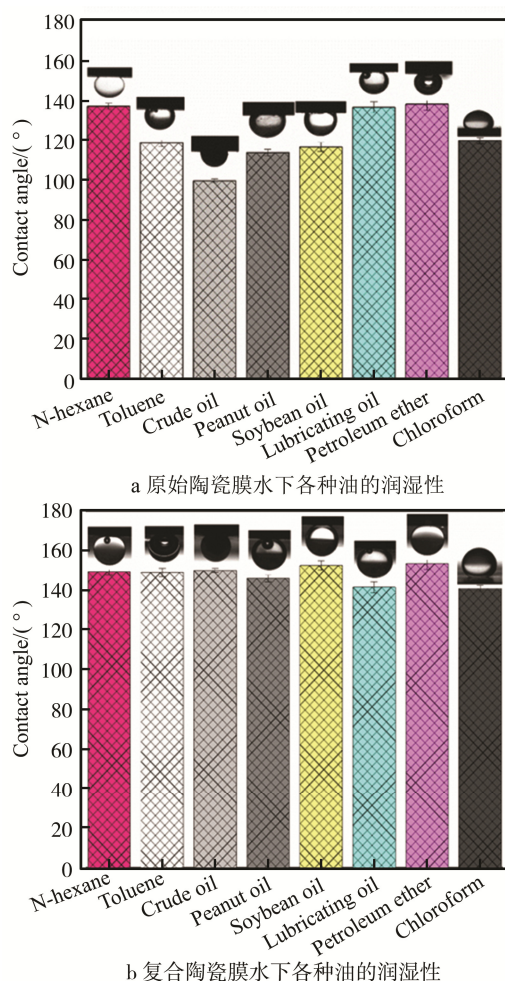 180
160
140
120
100
80
60
40
20
0
Contact angle/(°)
N-hexane
Toluene
Crude oil
Peanut oil
Soybean oil
Lubricating oil
Petroleum ether
Chloroform
a 原始陶瓷膜水下各种油的润湿性
180
160
140
120
100
80
60
40
20
0
Contact angle/(°)
N-hexane
Toluene
Crude oil
Peanut oil
Soybean oil
Lubricating oil
Petroleum ether
Chloroform
b 复合陶瓷膜水下各种油的润湿性